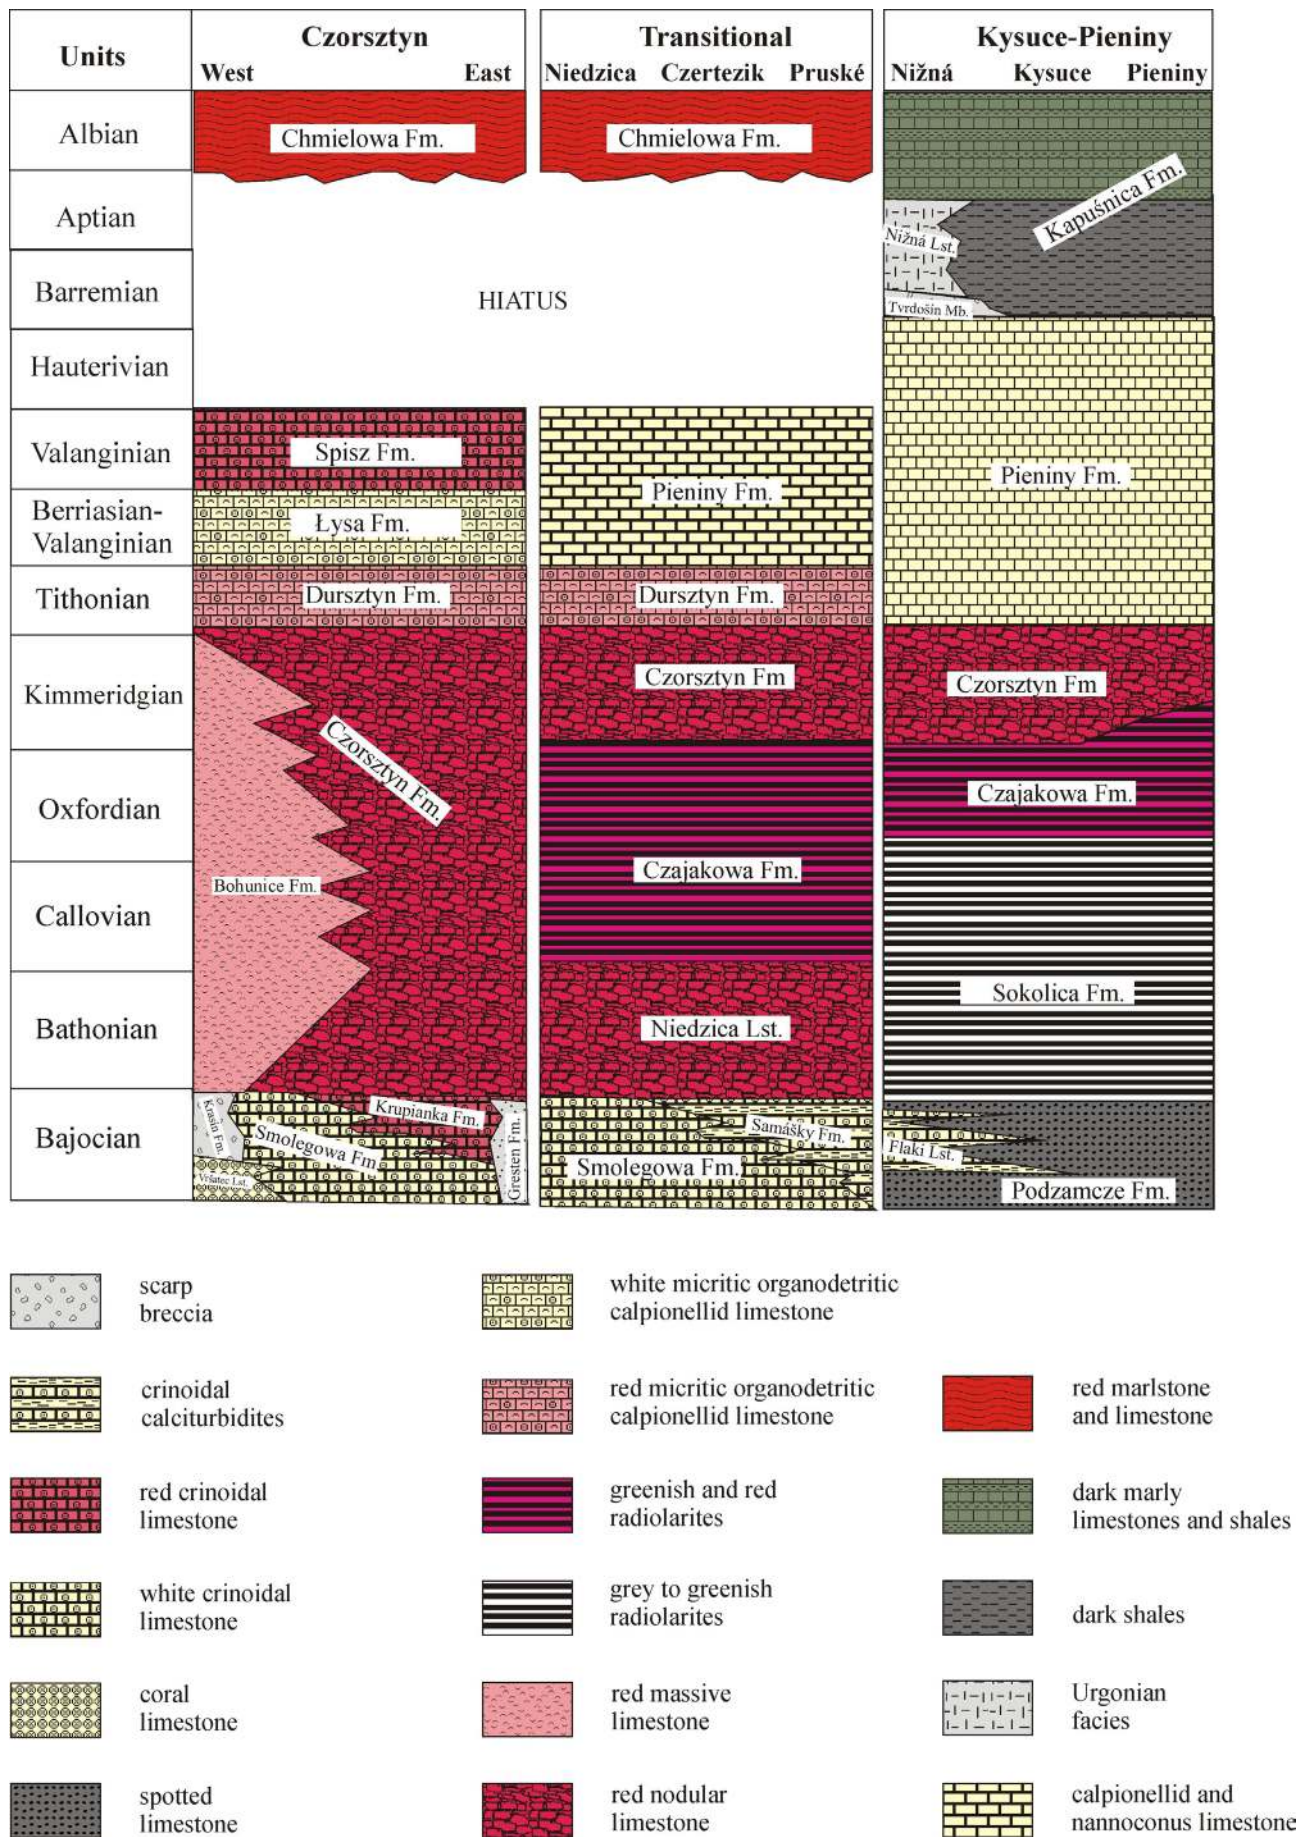 Units
Czorsztyn
West East
Transitional
Niedzica Czertezik Pruské
Kysuce-Pieniny
Nižná Kysuce Pieniny
Albian
Chmielowa Fm.
Chmielowa Fm.
Kapuśnica Fm.
Aptian
Nižná Lst.
Barremian
HIATUS
Tvrdošín Mb.
Hauterivian
Valanginian
Spisz Fm.
Pieniny Fm.
Pieniny Fm.
Berriasian-
Valanginian
Łysa Fm.
Tithonian
Dursztyn Fm.
Dursztyn Fm.
Kimmeridgian
Czorsztyn Fm.
Czorsztyn Fm
Czorsztyn Fm
Oxfordian
Czajakowa Fm.
Bohunice Fm.
Czajakowa Fm.
Callovian
Bathonian
Niedzica Lst.
Sokolica Fm.
Bajocian
Krasin Fm.
Krupianka Fm.
Smolegowa Fm.
Gresten Fm.
Vršatec Lst.
Samášky Fm.
Smolegowa Fm.
Flaki Lst.
Podzamcze Fm.
scarp
breccia
white micritic organodetritic
calpionellid limestone
crinoidal
calciturbidites
red micritic organodetritic
calpionellid limestone
red marlstone
and limestone
red crinoidal
limestone
greenish and red
radiolarites
dark marly
limestones and shales
white crinoidal
limestone
grey to greenish
radiolarites
dark shales
coral
limestone
red massive
limestone
Urgonian
facies
spotted
limestone
red nodular
limestone
calpionellid and
nannoconus limestone